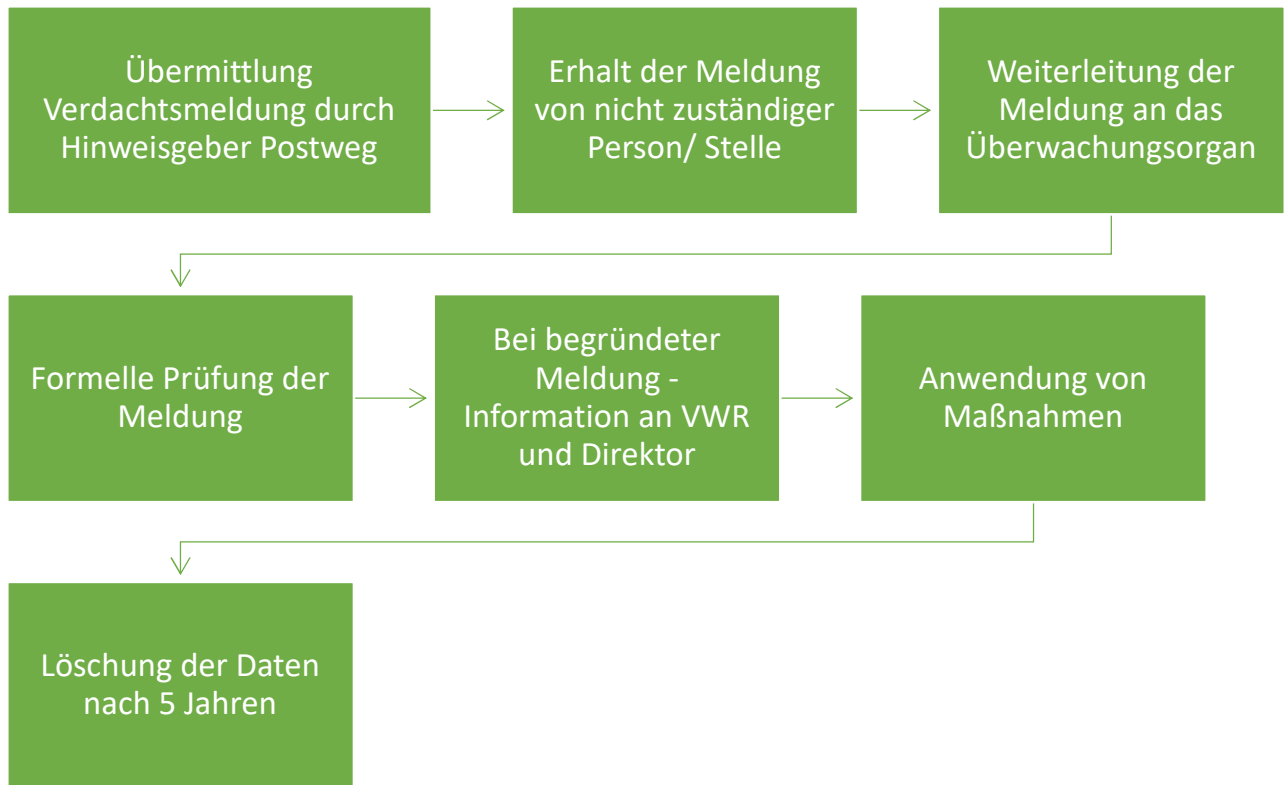 Übermittlung
Verdachtsmeldung durch
Hinweisgeber Postweg
Erhalt der Meldung
von nicht zuständiger
Person/ Stelle
Weiterleitung der
Meldung an das
Überwachungsorgan
Formelle Prüfung der
Meldung
Bei begründeter
Meldung -
Information an VWR
und Direktor
Anwendung von
Maßnahmen
Löschung der Daten
nach 5 Jahren